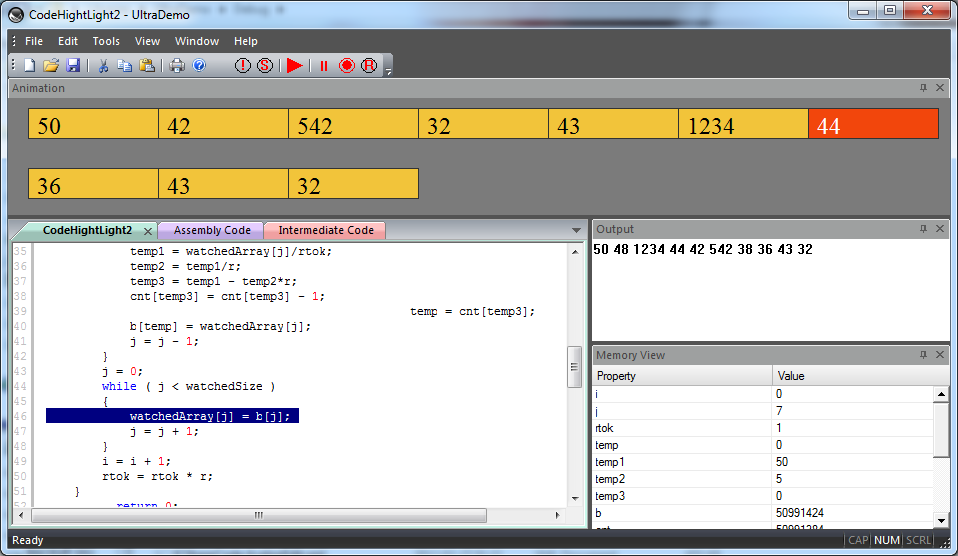 CodeHightLight2 - UltraDemo
File Edit Tools View Window Help
Animation
50 42 542 32 43 1234 44
36 43 32
CodeHightLight2 Assembly Code Intermediate Code
35 temp1 = watchedArray[j]/rtok;
36 temp2 = temp1/r;
37 temp3 = temp1 - temp2*r;
38 cnt[temp3] = cnt[temp3] - 1;
39 temp = cnt[temp3];
40 b[temp] = watchedArray[j];
41 j = j - 1;
42 }
43 j = 0;
44 while ( j < watchedSize )
45 {
46 watchedArray[j] = b[j];
47 j = j + 1;
48 }
49 i = i + 1;
50 rtok = rtok * r;
51 }
52 return 0;
Output
50 48 1234 44 42 542 38 36 43 32
Memory View
Property Value
i 0
j 7
rtok 1
temp 0
temp1 50
temp2 5
temp3 0
b 50991424
Ready CAP NUM SCRL